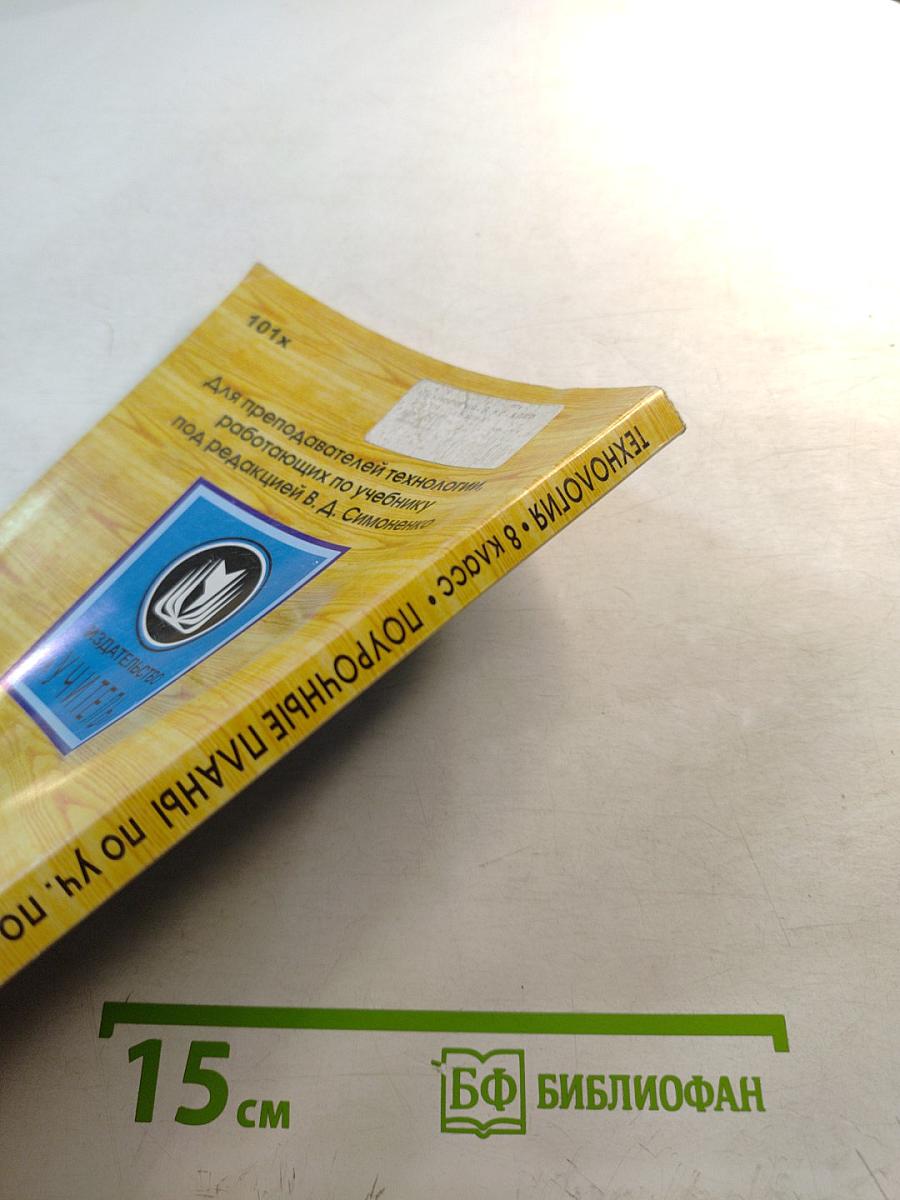 101х
Для преподавателей технологии,
работающих по учебнику
под редакцией В. Д. Симоненко
ИЗДАТЕЛЬСТВО
УЧИТЕЛЬ
ТЕХНОЛОГИЯ • 8 класс • ПОУРОЧНЫЕ ПЛАНЫ по уч. по
15 см
БФ БИБЛИОФАН